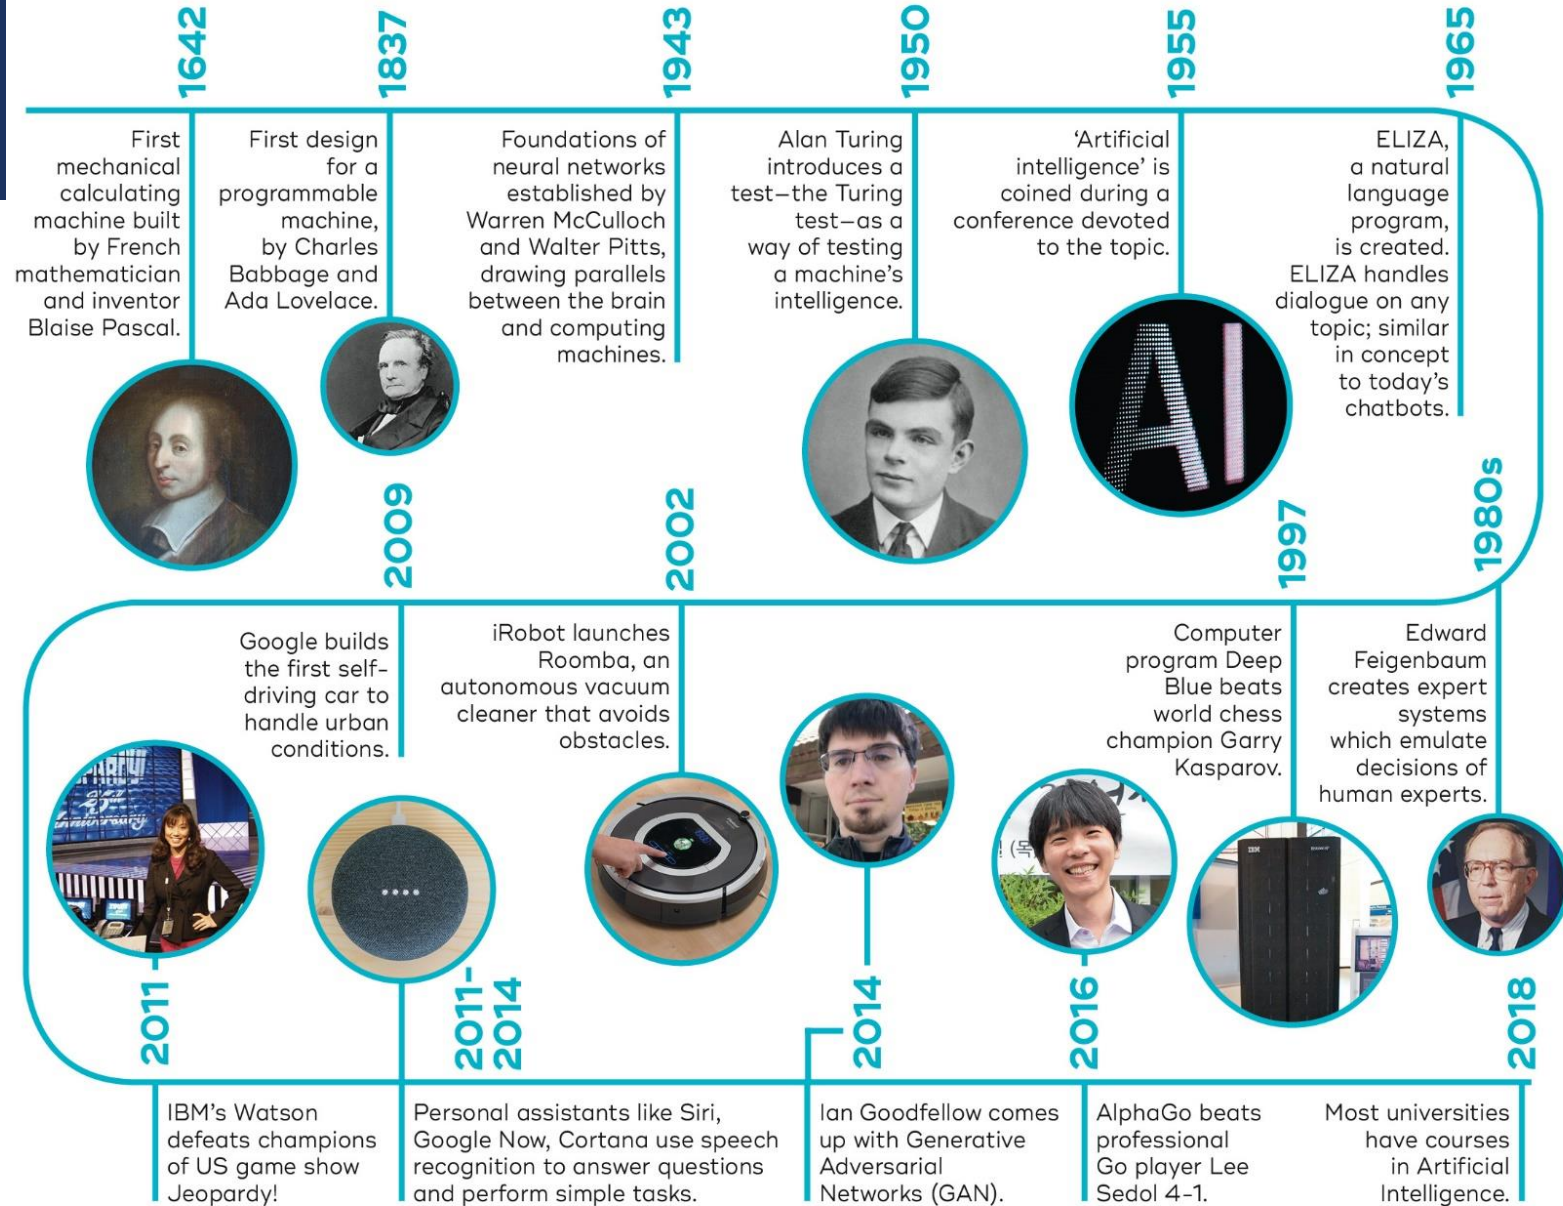 1642
First
mechanical
calculating
machine built
by French
mathematician
and inventor
Blaise Pascal.
1837
First design
for a
programmable
machine,
by Charles
Babbage and
Ada Lovelace.
1943
Foundations of
neural networks
established by
Warren McCulloch
and Walter Pitts,
drawing parallels
between the brain
and computing
machines.
1950
Alan Turing
introduces a
test–the Turing
test–as a
way of testing
a machine's
intelligence.
1955
'Artificial
intelligence' is
coined during a
conference devoted
to the topic.
AI
1965
ELIZA,
a natural
language
program,
is created.
ELIZA handles
dialogue on any
topic; similar
in concept
to today's
chatbots.
1980s
Edward
Feigenbaum
creates expert
systems
which emulate
decisions of
human experts.
1997
Computer
program Deep
Blue beats
world chess
champion Garry
Kasparov.
IBM
2002
iRobot launches
Roomba, an
autonomous vacuum
cleaner that avoids
obstacles.
2009
Google builds
the first self-
driving car to
handle urban
conditions.
2011
IBM's Watson
defeats champions
of US game show
Jeopardy!
2011-
2014
Personal assistants like Siri,
Google Now, Cortana use speech
recognition to answer questions
and perform simple tasks.
2014
Ian Goodfellow comes
up with Generative
Adversarial
Networks (GAN).
2016
AlphaGo beats
professional
Go player Lee
Sedol 4-1.
2018
Most universities
have courses
in Artificial
Intelligence.